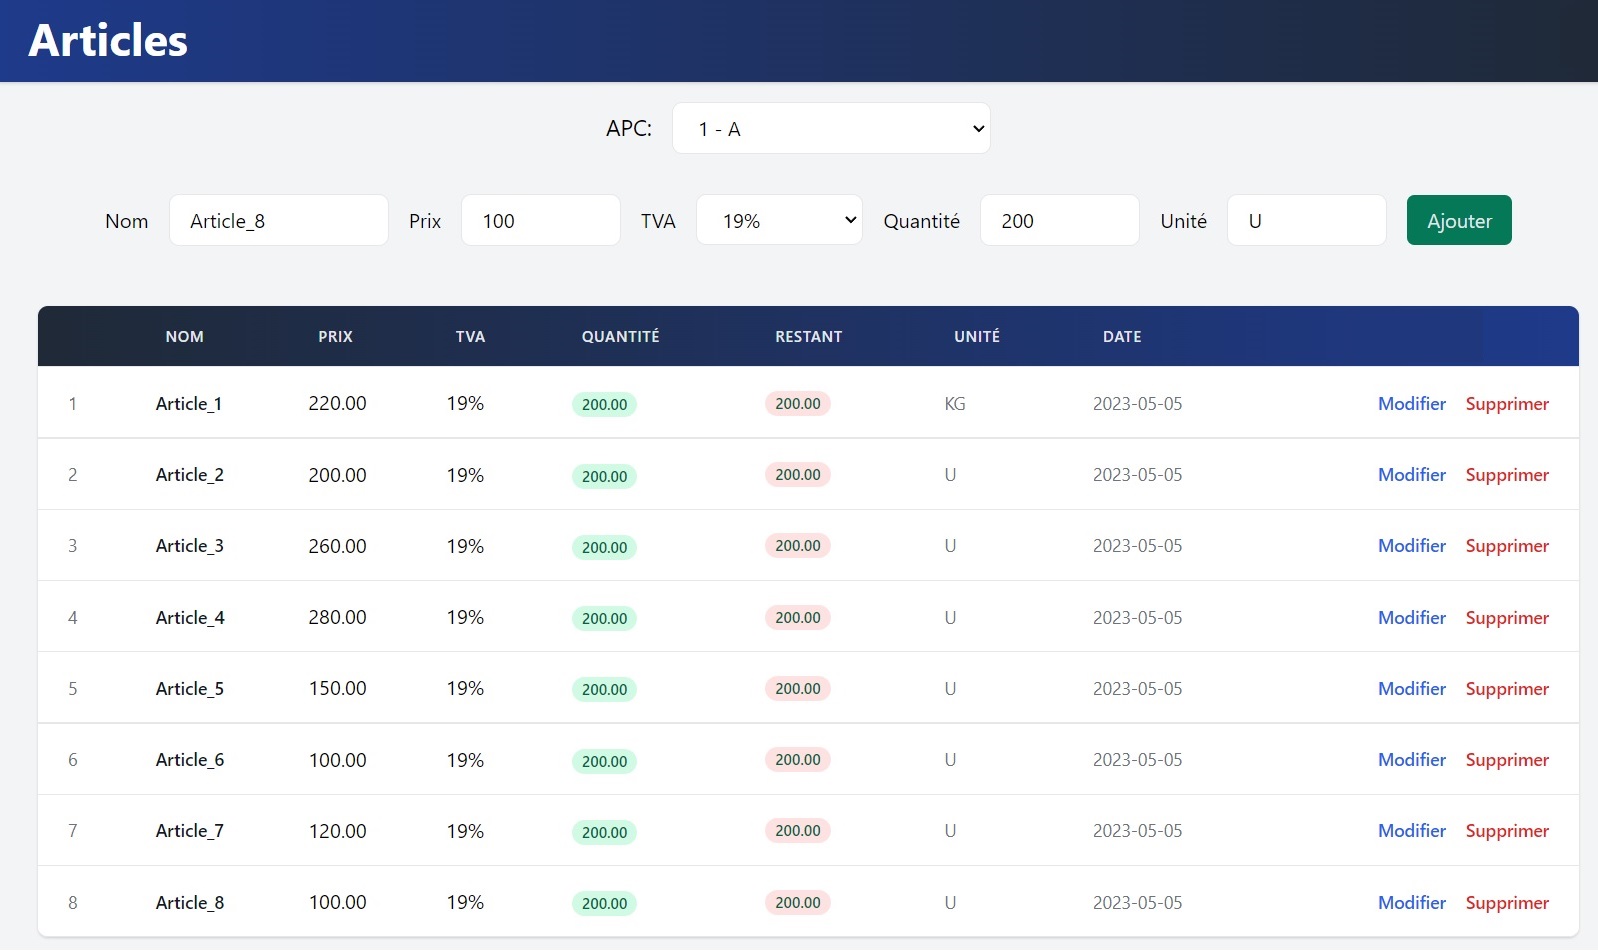 Articles
APC: 1 - A
Nom Article_8 Prix 100 TVA 19% Quantité 200 Unité U Ajouter
NOM PRIX TVA QUANTITÉ RESTANT UNITÉ DATE
1 Article_1 220.00 19% 200.00 200.00 KG 2023-05-05 Modifier Supprimer
2 Article_2 200.00 19% 200.00 200.00 U 2023-05-05 Modifier Supprimer
3 Article_3 260.00 19% 200.00 200.00 U 2023-05-05 Modifier Supprimer
4 Article_4 280.00 19% 200.00 200.00 U 2023-05-05 Modifier Supprimer
5 Article_5 150.00 19% 200.00 200.00 U 2023-05-05 Modifier Supprimer
6 Article_6 100.00 19% 200.00 200.00 U 2023-05-05 Modifier Supprimer
7 Article_7 120.00 19% 200.00 200.00 U 2023-05-05 Modifier Supprimer
8 Article_8 100.00 19% 200.00 200.00 U 2023-05-05 Modifier Supprimer